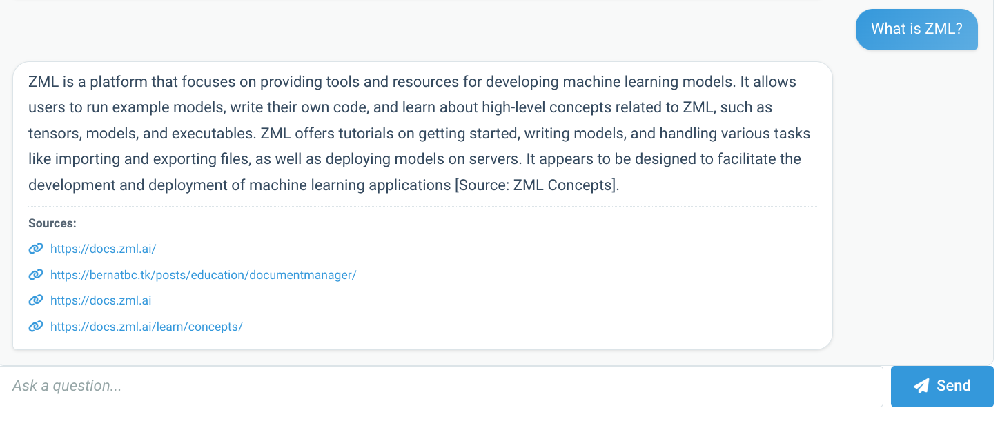 What is ZML?
ZML is a platform that focuses on providing tools and resources for developing machine learning models. It allows
users to run example models, write their own code, and learn about high-level concepts related to ZML, such as
tensors, models, and executables. ZML offers tutorials on getting started, writing models, and handling various tasks
like importing and exporting files, as well as deploying models on servers. It appears to be designed to facilitate the
development and deployment of machine learning applications [Source: ZML Concepts].
Sources:
https://docs.zml.ai/
https://bernatbc.tk/posts/education/documentmanager/
https://docs.zml.ai
https://docs.zml.ai/learn/concepts/
Ask a question...
Send